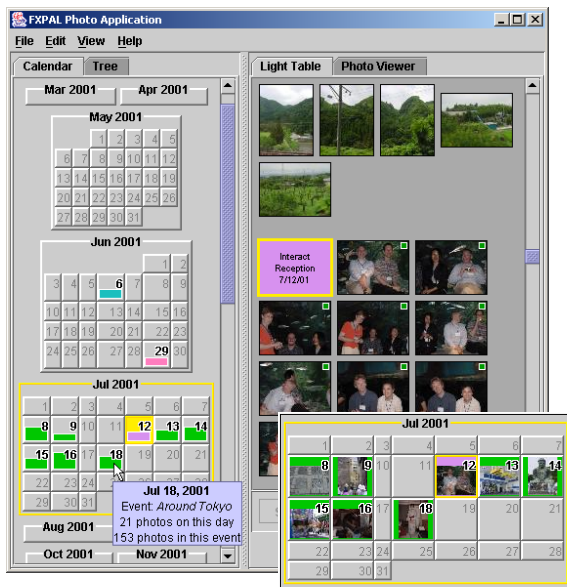 FXPAL Photo Application
File Edit View Help
Calendar Tree
Mar 2001 Apr 2001
May 2001
1 2 3 4 5
6 7 8 9 10 11 12
13 14 15 16 17 18 19
20 21 22 23 24 25 26
27 28 29 30 31
Jun 2001
1 2
3 4 5 6 7 8 9
10 11 12 13 14 15 16
17 18 19 20 21 22 23
24 25 26 27 28 29 30
Jul 2001
1 2 3 4 5 6 7
8 9 10 11 12 13 14
15 16 17 18 19 20 21
22 23 24
29 30 31
Jul 18, 2001
Event: Around Tokyo
21 photos on this day
153 photos in this event
Aug 2001
Oct 2001 Nov 2001
Light Table Photo Viewer
Interact
Reception
7/12/01
Jul 2001
1 2 3 4 5 6 7
8 9 10 11 12 13 14
15 16 17 18 19 20 21
22 23 24 25 26 27 28
29 30 31